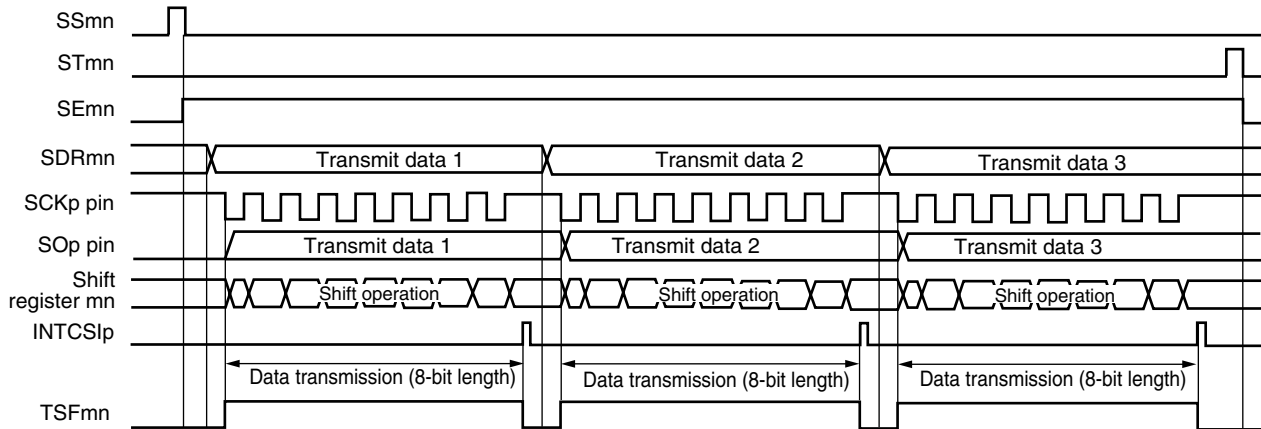 SSmn
STmn
SEmn
SDRmn Transmit data 1 Transmit data 2 Transmit data 3
SCKp pin
SOp pin Transmit data 1 Transmit data 2 Transmit data 3
Shift
register mn Shift operation Shift operation Shift operation
INTCSIp
Data transmission (8-bit length) Data transmission (8-bit length) Data transmission (8-bit length)
TSFmn